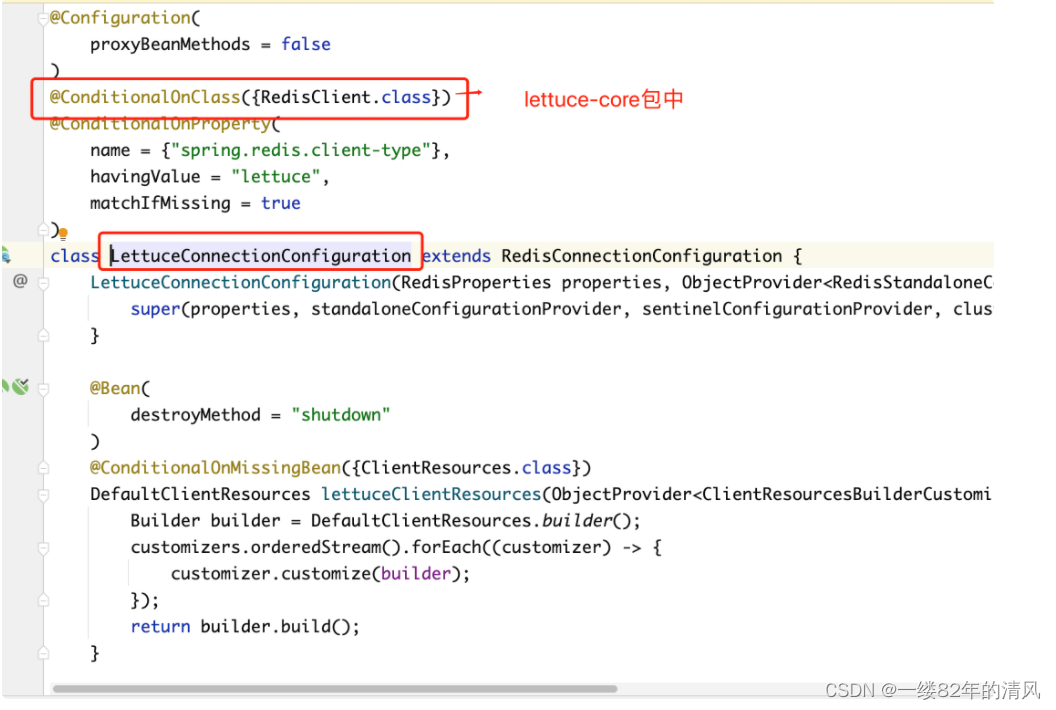 @Configuration(
    proxyBeanMethods = false
)
@ConditionalOnClass({RedisClient.class}) lettuce-core包中
@ConditionalOnProperty(
    name = {"spring.redis.client-type"},
    havingValue = "lettuce",
    matchIfMissing = true
)
class LettuceConnectionConfiguration extends RedisConnectionConfiguration {
    LettuceConnectionConfiguration(RedisProperties properties, ObjectProvider<RedisStandaloneC
        super(properties, standaloneConfigurationProvider, sentinelConfigurationProvider, clus
    }
    @Bean(
        destroyMethod = "shutdown"
    )
    @ConditionalOnMissingBean({ClientResources.class})
    DefaultClientResources lettuceClientResources(ObjectProvider<ClientResourcesBuilderCustomi
        Builder builder = DefaultClientResources.builder();
        customizers.orderedStream().forEach((customizer) -> {
            customizer.customize(builder);
        });
        return builder.build();
    }
CSDN @一缕82年的清风